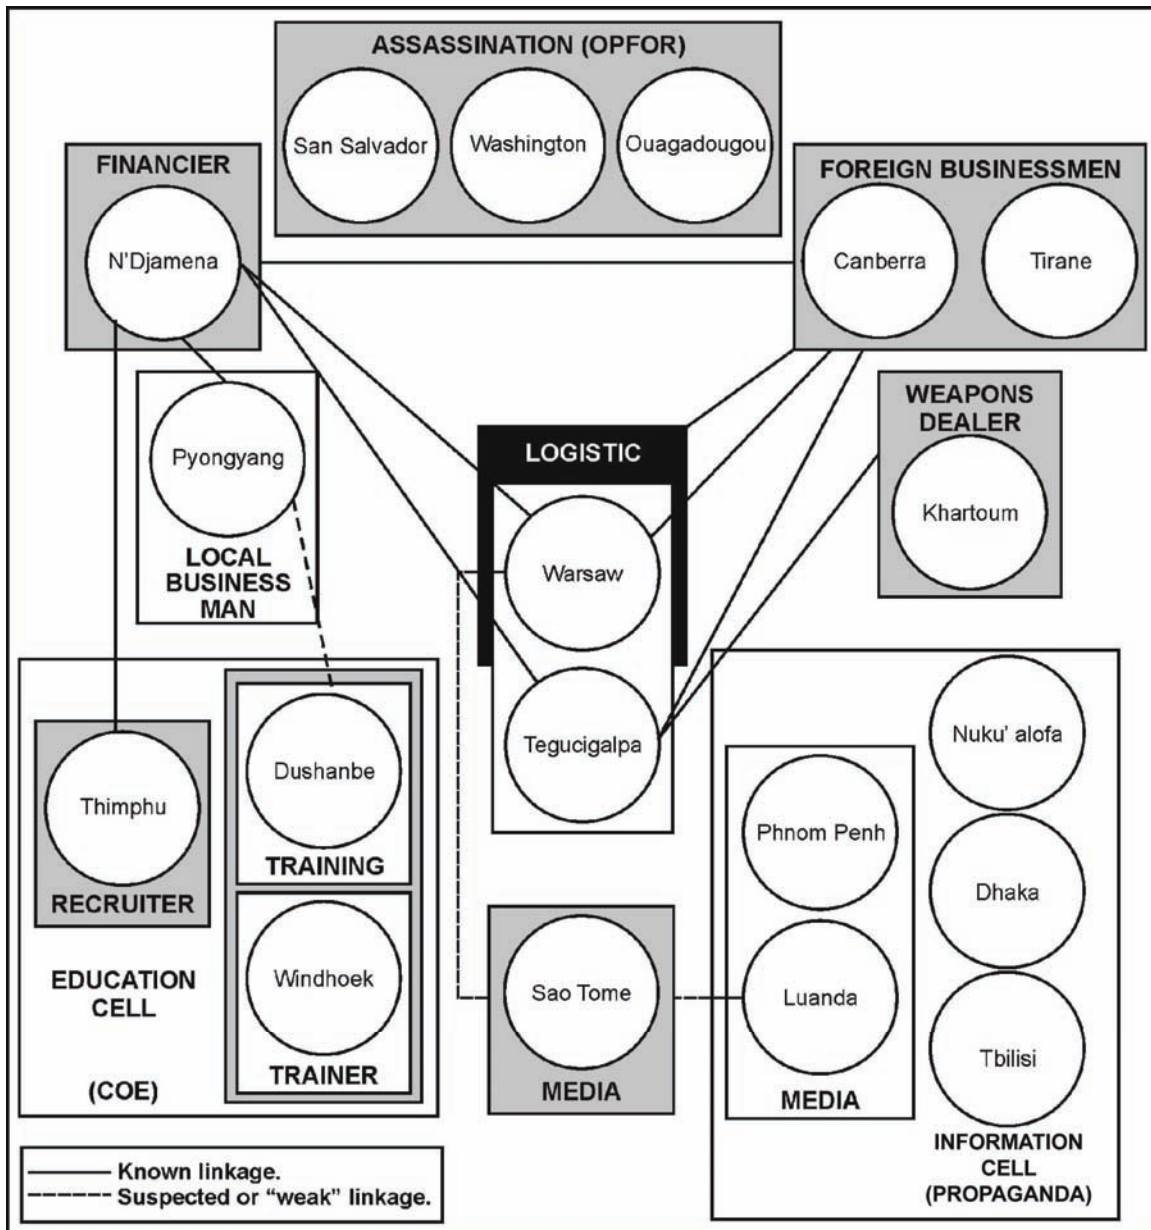 ASSASSINATION (OPFOR)
San Salvador
Washington
Ouagadougou
FINANCIER
N'Djamena
FOREIGN BUSINESSMEN
Canberra
Tirane
Pyongyang
LOCAL
BUSINESS
MAN
LOGISTIC
Warsaw
Tegucigalpa
WEAPONS
DEALER
Khartoum
Thimphu
RECRUITER
EDUCATION
CELL
(COE)
Dushanbe
TRAINING
Windhoek
TRAINER
Sao Tome
MEDIA
Phnom Penh
Luanda
MEDIA
Nuku' alofa
Dhaka
Tbilisi
INFORMATION
CELL
(PROPAGANDA)
Known linkage.
Suspected or “weak” linkage.